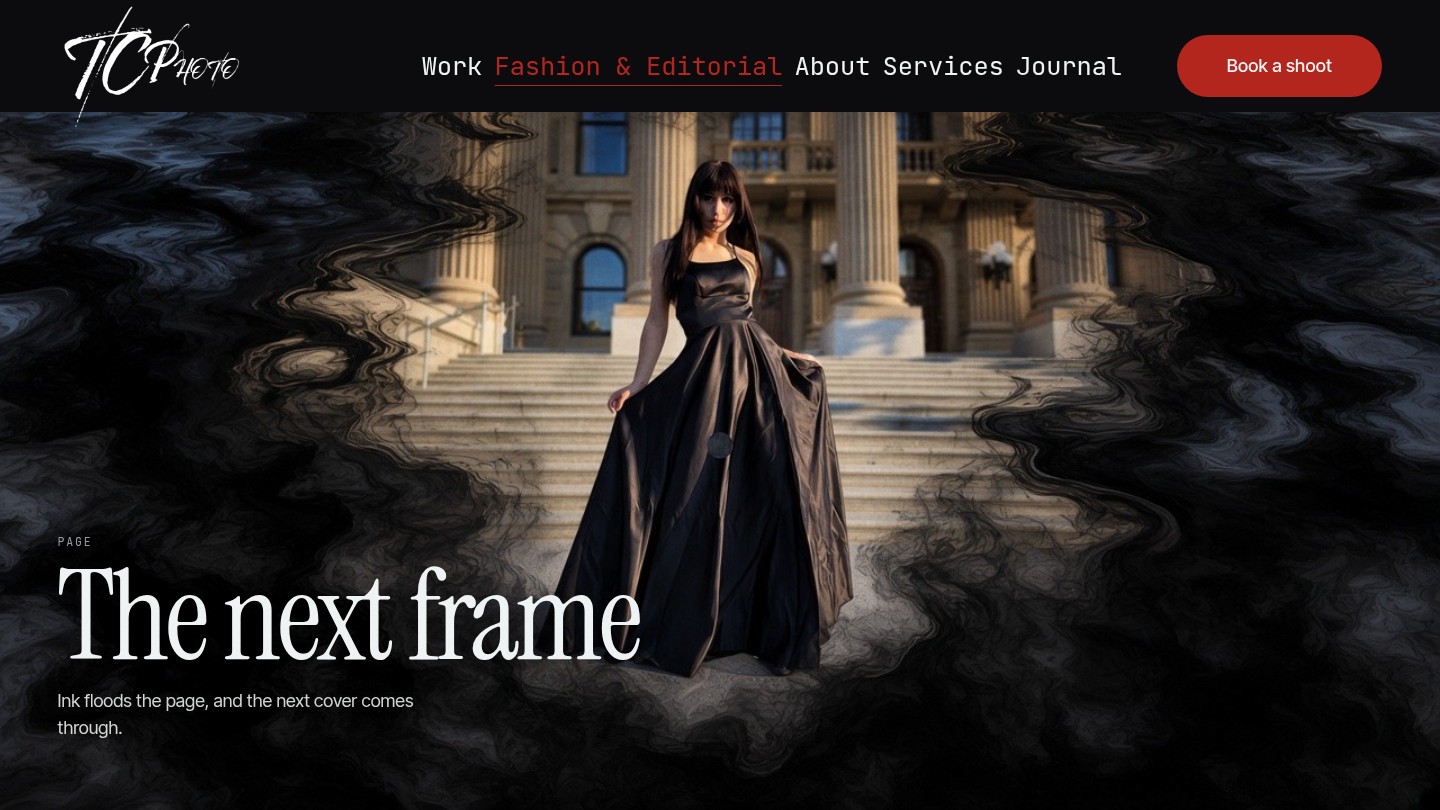 TCPHOTO
Work Fashion & Editorial About Services Journal
Book a shoot
PAGE
The next frame
Ink floods the page, and the next cover comes
through.